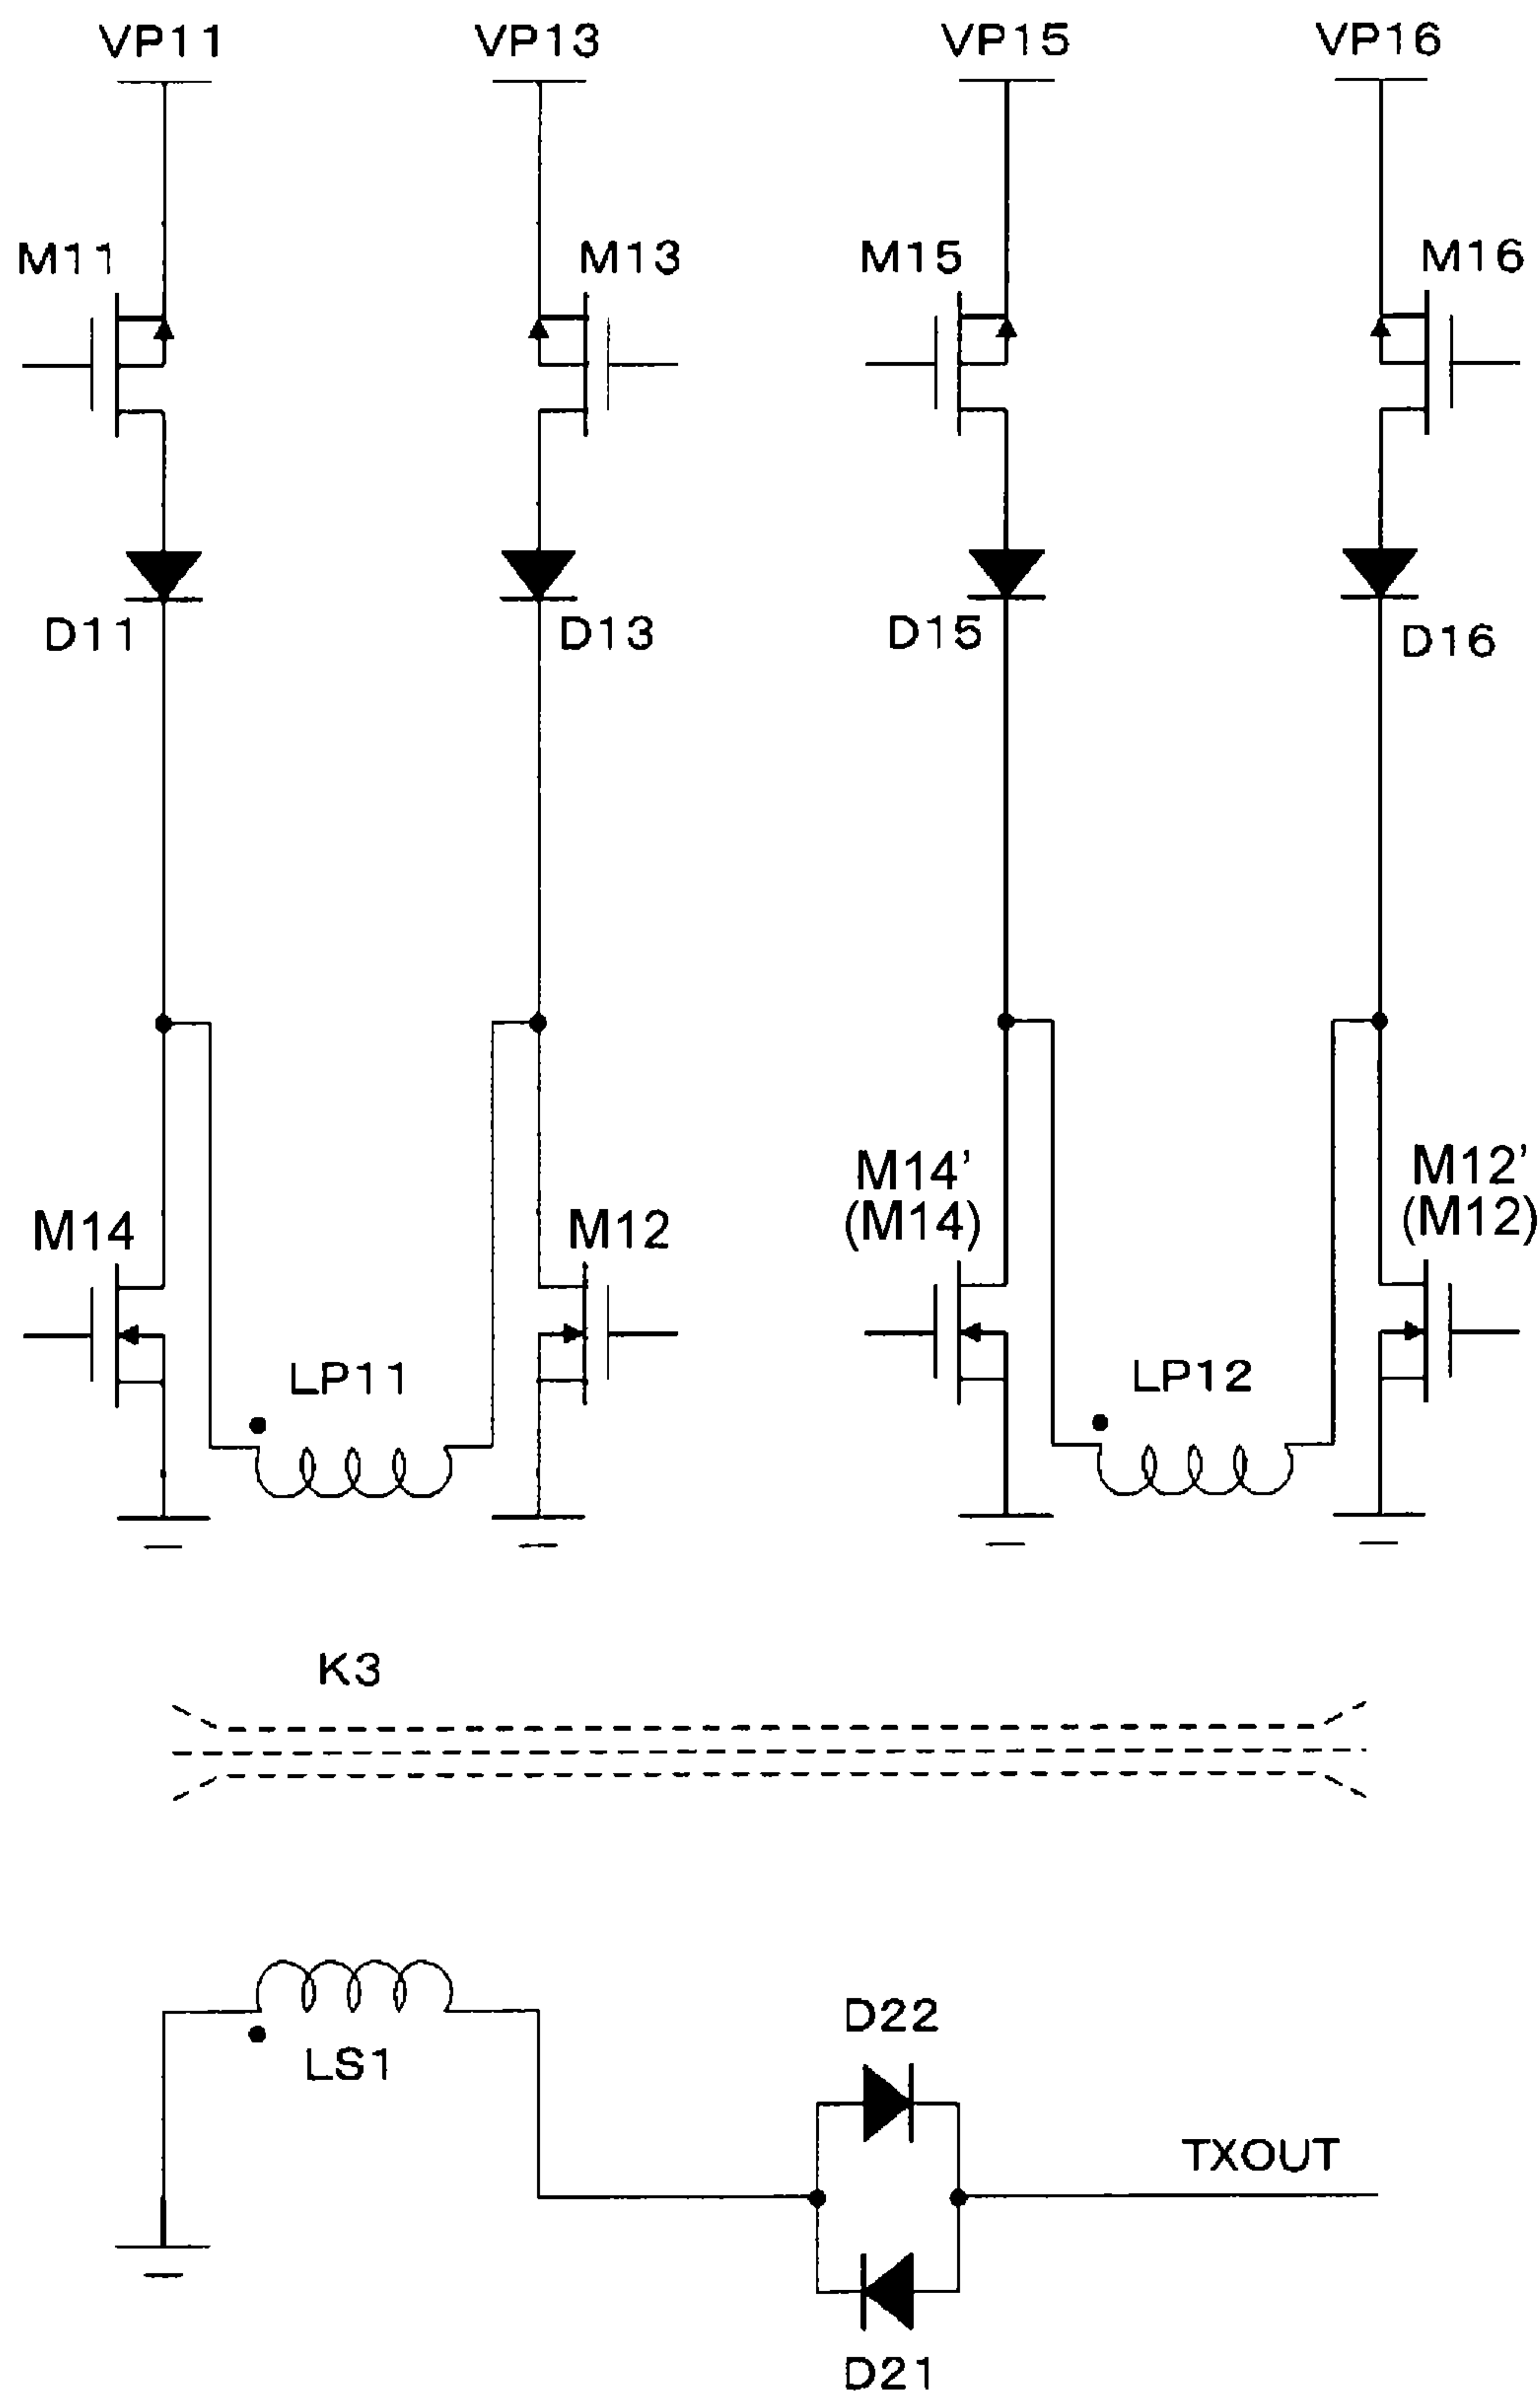 VP11 VP13 VP15 VP16
M11 M13 M15 M16
D11 D13 D15 D16
M14 M12 M14’ M12’
(M14) (M12)
LP11 LP12
K3
LS1
D22
TXOUT
D21